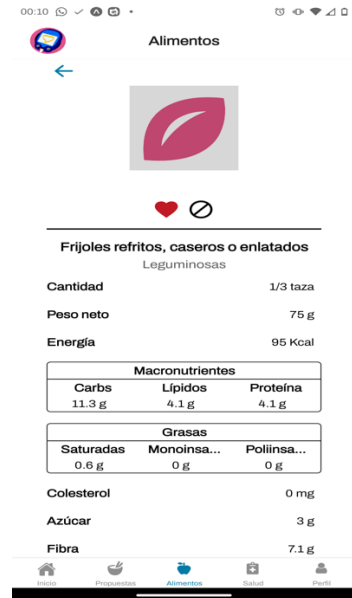 00:10
Alimentos
Frijoles refritos, caseros o enlatados
Leguminosas
Cantidad 1/3 taza
Peso neto 75 g
Energía 95 Kcal
Macronutrientes
Carbs Lípidos Proteína
11.3 g 4.1 g 4.1 g
Grasas
Saturadas Monoinsa... Poliinsa...
0.6 g 0 g 0 g
Colesterol 0 mg
Azúcar 3 g
Fibra 7.1 g
Inicio Propuestas Alimentos Salud Perfil